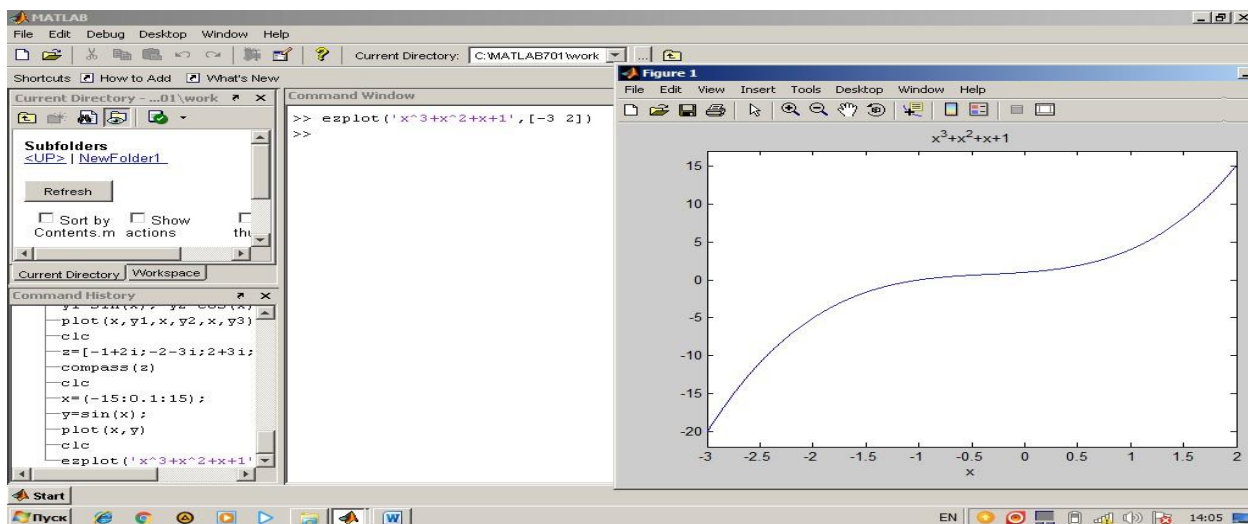 MATLAB
File Edit Debug Desktop Window Help
Current Directory: C:\MATLAB701\work
Shortcuts How to Add What's New
Current Directory - ...01\work
Subfolders
<UP> | NewFolder1
Refresh
Sort by Show
Contents.m actions
Current Directory Workspace
Command History
plot(x,y1,x,y2,x,y3)
clc
z=[-1+2i;-2-3i;2+3i;
compass(z)
clc
x=(-15:0.1:15);
y=sin(x);
plot(x,y)
clc
ezplot('x^3+x^2+x+1'
Command Window
>> ezplot('x^3+x^2+x+1',[-3 2])
>>
Figure 1
File Edit View Insert Tools Desktop Window Help
x³+x²+x+1
15
10
5
0
-5
-10
-15
-20
-3 -2.5 -2 -1.5 -1 -0.5 0 0.5 1 1.5 2
x
Start
Пуск
EN 14:05